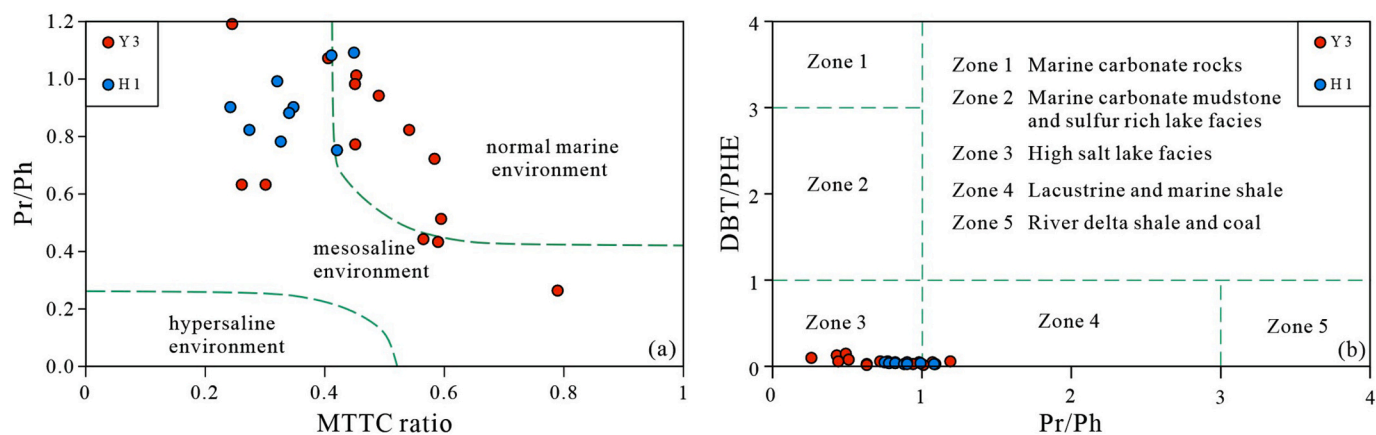 1.2
1.0
0.8
0.6
0.4
0.2
0.0
Pr/Ph
Y 3
H 1
normal marine
environment
mesosaline
environment
hypersaline
environment
(a)
0
0.2
0.4
0.6
0.8
1
MTTC ratio
4
3
2
1
0
DBT/PHE
Y 3
H 1
Zone 1
Zone 2
Zone 3
Zone 4
Zone 5
Zone 1 Marine carbonate rocks
Zone 2 Marine carbonate mudstone
and sulfur rich lake facies
Zone 3 High salt lake facies
Zone 4 Lacustrine and marine shale
Zone 5 River delta shale and coal
(b)
0
1
2
3
4
Pr/Ph